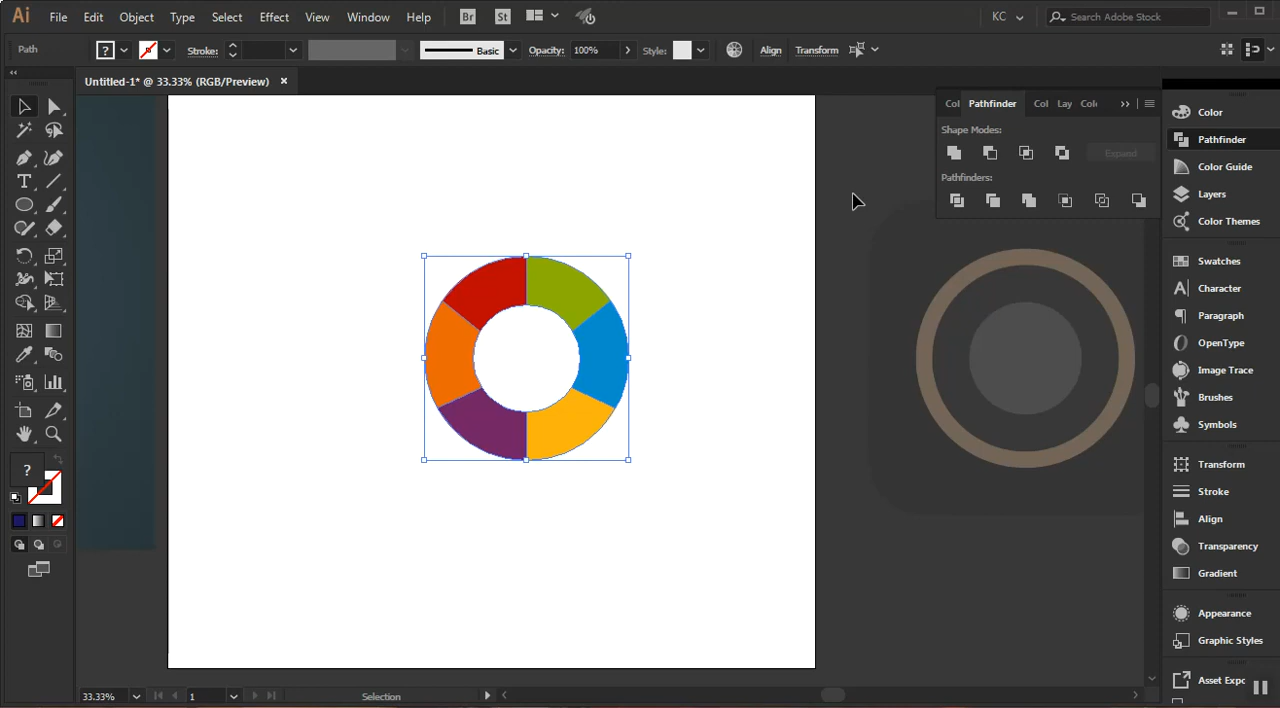 Ai File Edit Object Type Select Effect View Window Help Br St KC Search Adobe Stock
Path ? Stroke: Basic Opacity: 100% Style: Align Transform
Untitled-1* @ 33.33% (RGB/Preview)
Col Pathfinder Col Lay Colo
Shape Modes:
Expand
Pathfinders:
Color
Pathfinder
Color Guide
Layers
Color Themes
Swatches
Character
Paragraph
OpenType
Image Trace
Brushes
Symbols
Transform
Stroke
Align
Transparency
Gradient
Appearance
Graphic Styles
Asset Expo
?
33.33% 1 Selection